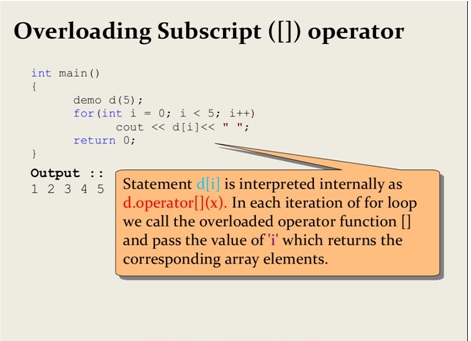 Overloading Subscript ([]) operator
int main()
{
demo d(5);
for(int i = 0; i < 5; i++)
cout << d[i]<< " ";
return 0;
}
Output ::
1 2 3 4 5
Statement d[i] is interpreted internally as
d.operator[](x). In each iteration of for loop
we call the overloaded operator function []
and pass the value of 'i' which returns the
corresponding array elements.